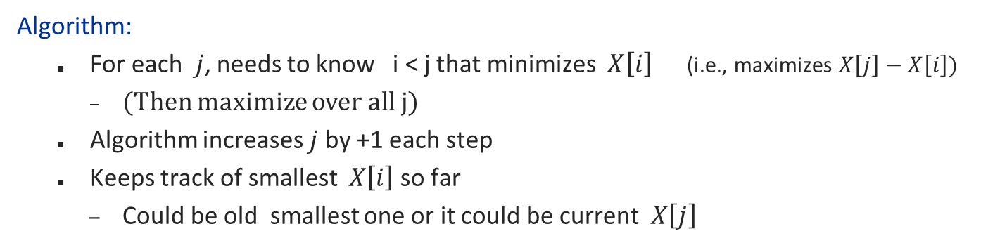 Algorithm:
▪ For each j, needs to know i < j that minimizes X[i] (i.e., maximizes X[j] − X[i])
– (Then maximize over all j)
▪ Algorithm increases j by +1 each step
▪ Keeps track of smallest X[i] so far
– Could be old smallest one or it could be current X[j]